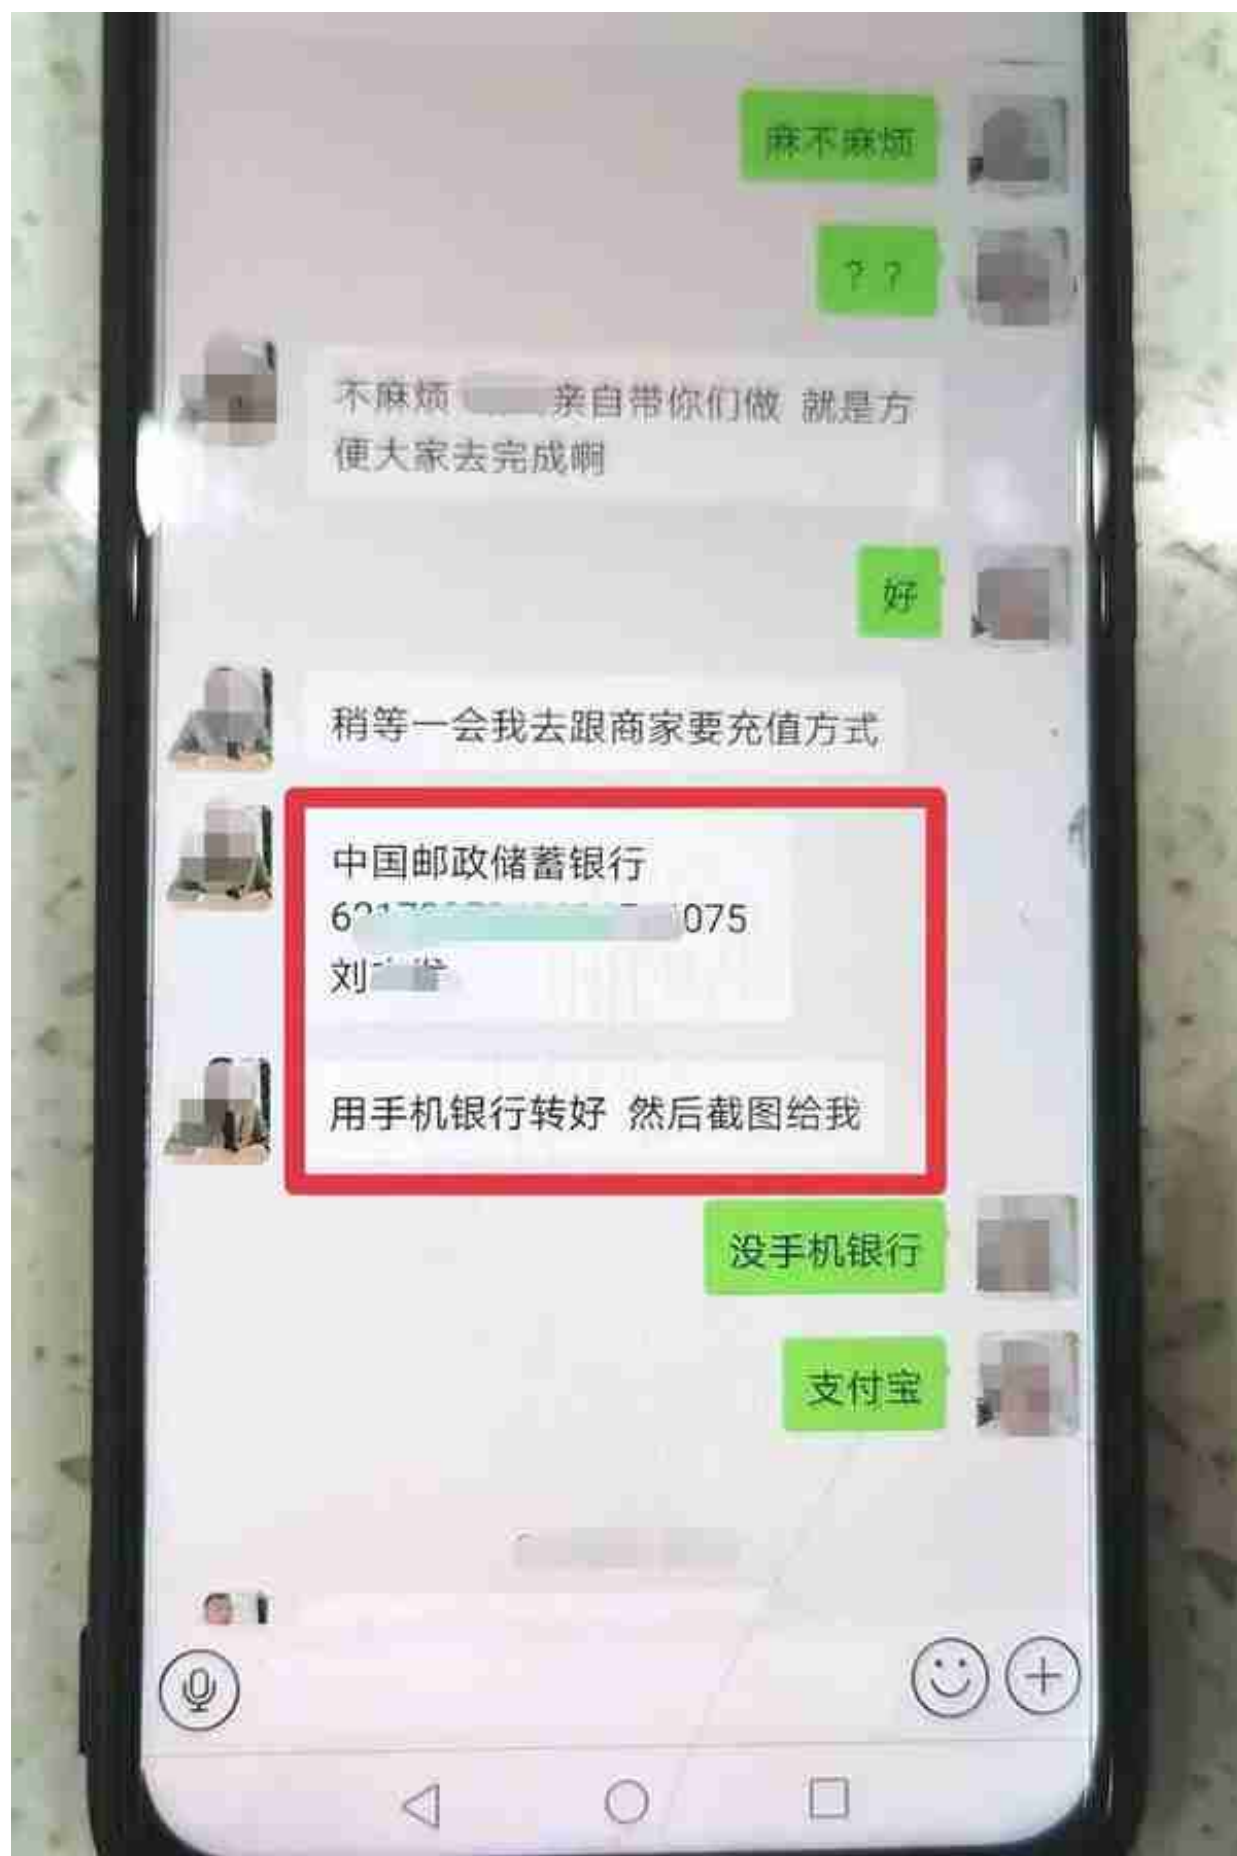 麻不麻烦
？？
不麻烦 亲自带你们做 就是方
便大家去完成啊
好
稍等一会我去跟商家要充值方式
中国邮政储蓄银行
6 075
刘
用手机银行转好 然后截图给我
没手机银行
支付宝